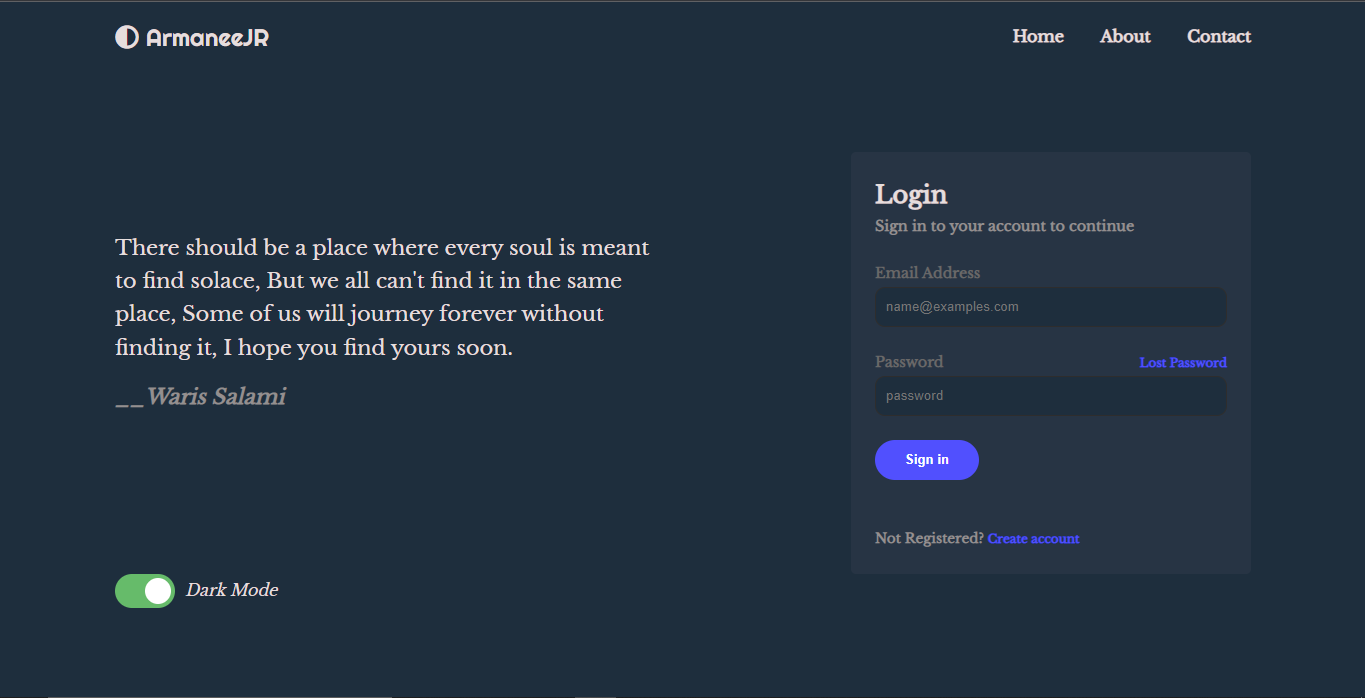 ArmaneeJR
Home About Contact
There should be a place where every soul is meant
to find solace, But we all can't find it in the same
place, Some of us will journey forever without
finding it, I hope you find yours soon.
__Waris Salami
Dark Mode
Login
Sign in to your account to continue
Email Address
name@examples.com
Password Lost Password
password
Sign in
Not Registered? Create account